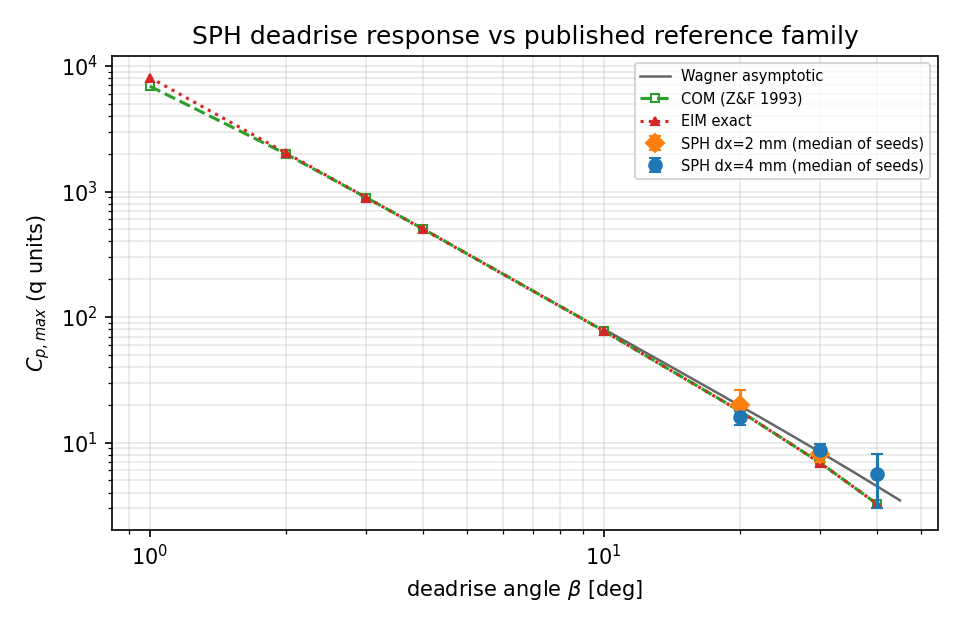 SPH deadrise response vs published reference family
Wagner asymptotic
COM (Z&F 1993)
EIM exact
SPH dx=2 mm (median of seeds)
SPH dx=4 mm (median of seeds)
C_{p, max} (q units)
10^4
10^3
10^2
10^1
10^0
10^1
deadrise angle β [deg]